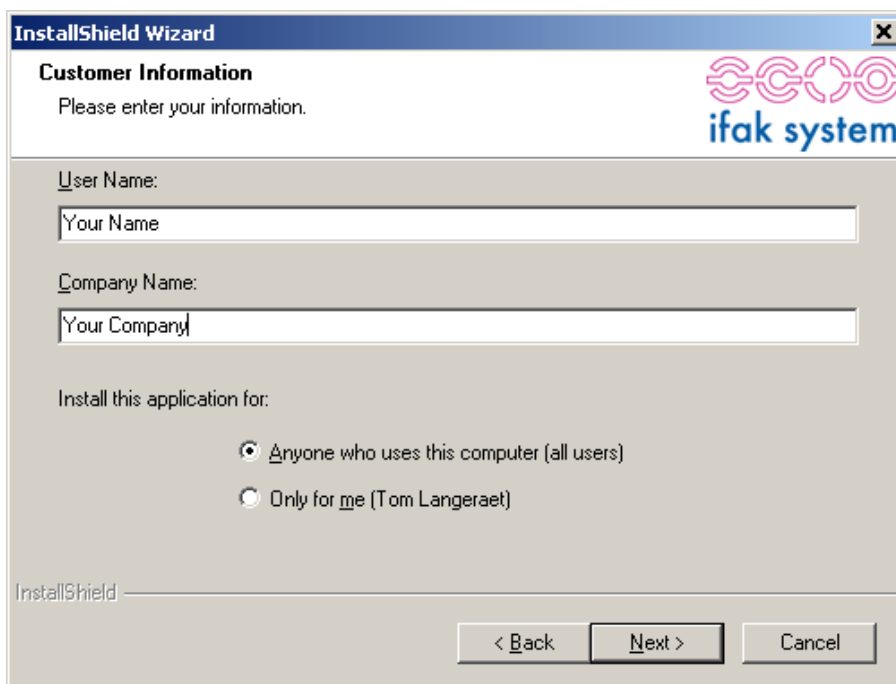 InstallShield Wizard
Customer Information
Please enter your information.
ifak system
User Name:
Your Name
Company Name:
Your Company
Install this application for:
Anyone who uses this computer (all users)
Only for me (Tom Langeraet)
InstallShield
< Back Next > Cancel